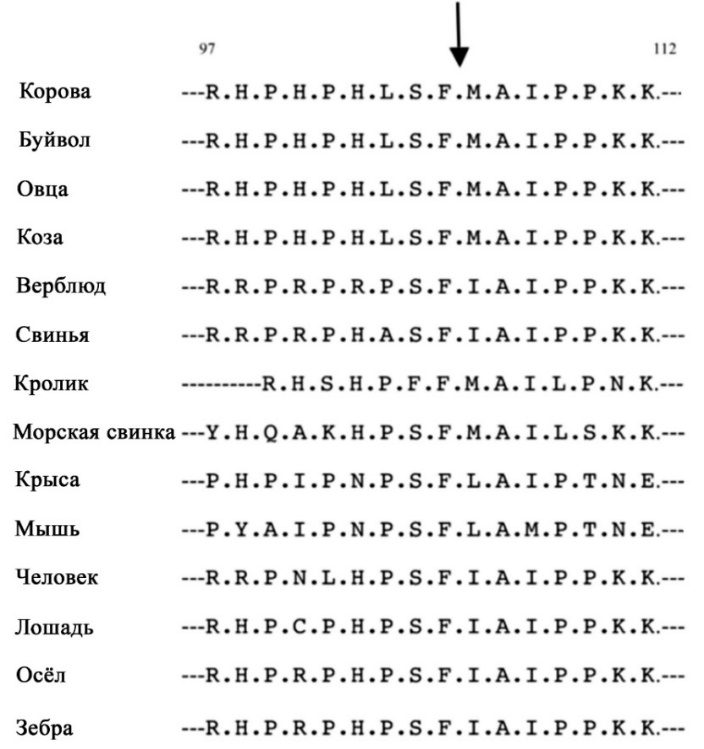 97 112
Корова ---R.H.P.H.P.H.L.S.F.M.A.I.P.P.K.K.---
Буйвол ---R.H.P.H.P.H.L.S.F.M.A.I.P.P.K.K.---
Овца ---R.H.P.H.P.H.L.S.F.M.A.I.P.P.K.K.---
Коза ---R.H.P.H.P.H.L.S.F.M.A.I.P.P.K.K.---
Верблюд ---R.R.P.R.P.R.P.S.F.I.A.I.P.P.K.K.---
Свинья ---R.R.P.R.P.H.A.S.F.I.A.I.P.P.K.K.---
Кролик ----------R.H.S.H.P.F.F.M.A.I.L.P.N.K.---
Морская свинка ---Y.H.Q.A.K.H.P.S.F.M.A.I.L.S.K.K.---
Крыса ---P.H.P.I.P.N.P.S.F.L.A.I.P.T.N.E.---
Мышь ---P.Y.A.I.P.N.P.S.F.L.A.M.P.T.N.E.---
Человек ---R.R.P.N.L.H.P.S.F.I.A.I.P.P.K.K.---
Лошадь ---R.H.P.C.P.H.P.S.F.I.A.I.P.P.K.K.---
Осёл ---R.H.P.R.P.H.P.S.F.I.A.I.P.P.K.K.---
Зебра ---R.H.P.R.P.H.P.S.F.I.A.I.P.P.K.K.---